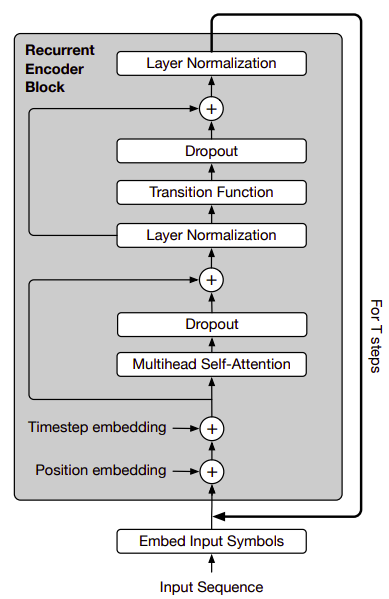 Recurrent
Encoder
Block
Layer Normalization
+
Dropout
Transition Function
Layer Normalization
+
Dropout
Multihead Self-Attention
For T steps
Timestep embedding
+
Position embedding
+
Embed Input Symbols
Input Sequence